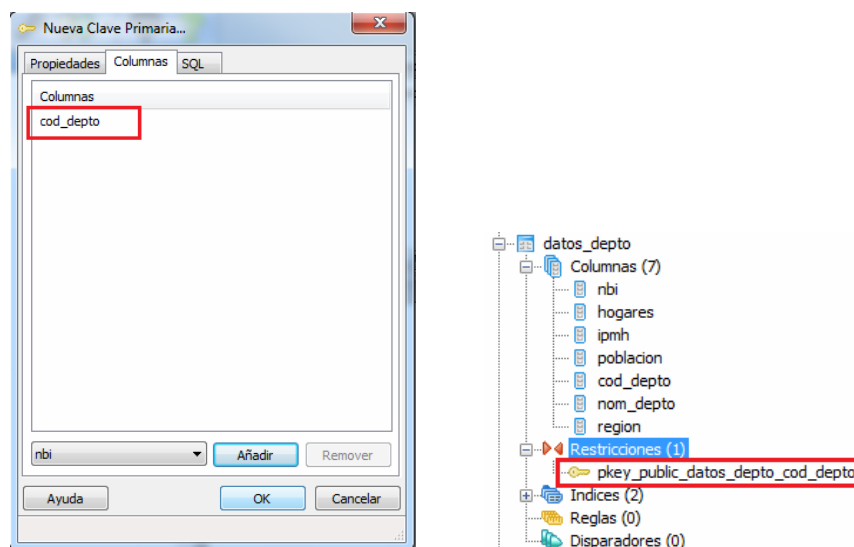 Nueva Clave Primaria...
Propiedades Columnas SQL
Columnas
cod_depto
nbi Añadir Remover
Ayuda OK Cancelar
datos_depto
Columnas (7)
nbi
hogares
ipmh
poblacion
cod_depto
nom_depto
region
Restricciones (1)
pkey_public_datos_depto_cod_depto
Indices (2)
Reglas (0)
Disparadores (0)